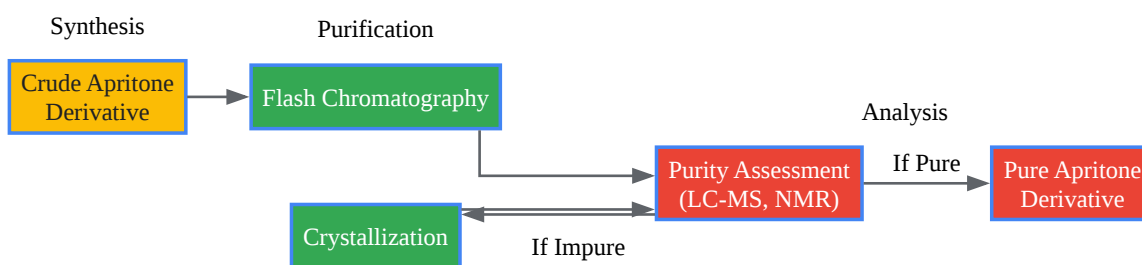 Synthesis
Purification
Crude Apritone
Derivative
Flash Chromatography
Analysis
Purity Assessment
(LC-MS, NMR)
If Pure
Pure Apritone
Derivative
Crystallization
If Impure